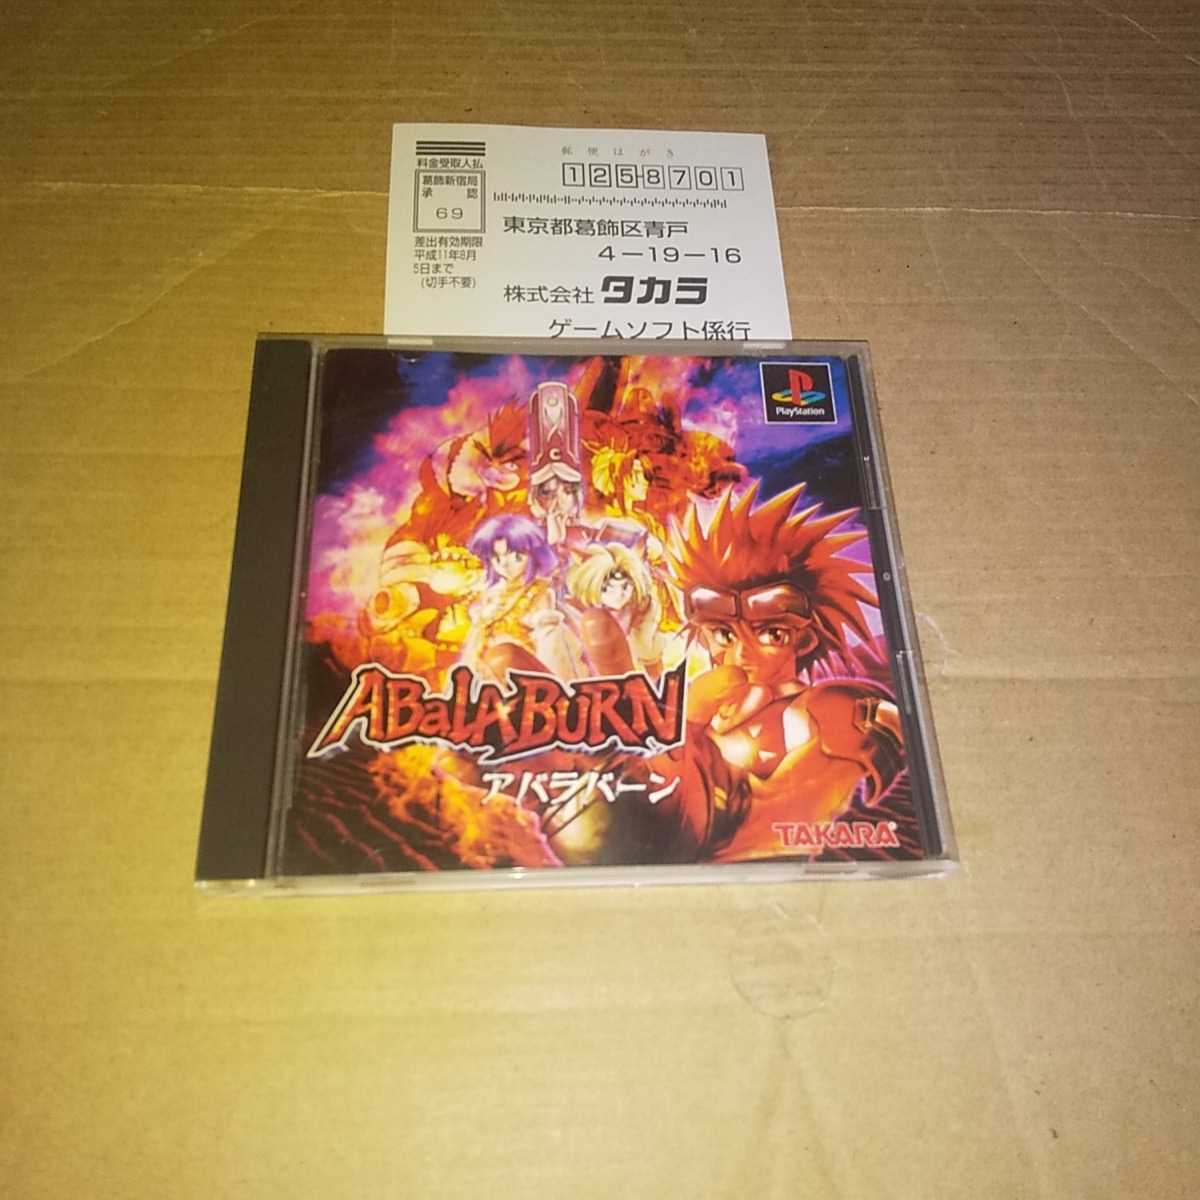 郵便はがき
料金受取人払
1258701
葛飾新宿局
承認
69
東京都葛飾区青戸
4-19-16
差出有効期限
平成11年8月
5日まで
(切手不要)
株式会社 タカラ
ゲームソフト係行
PlayStation
ABaLABURN
アバラバーン
TAKARA